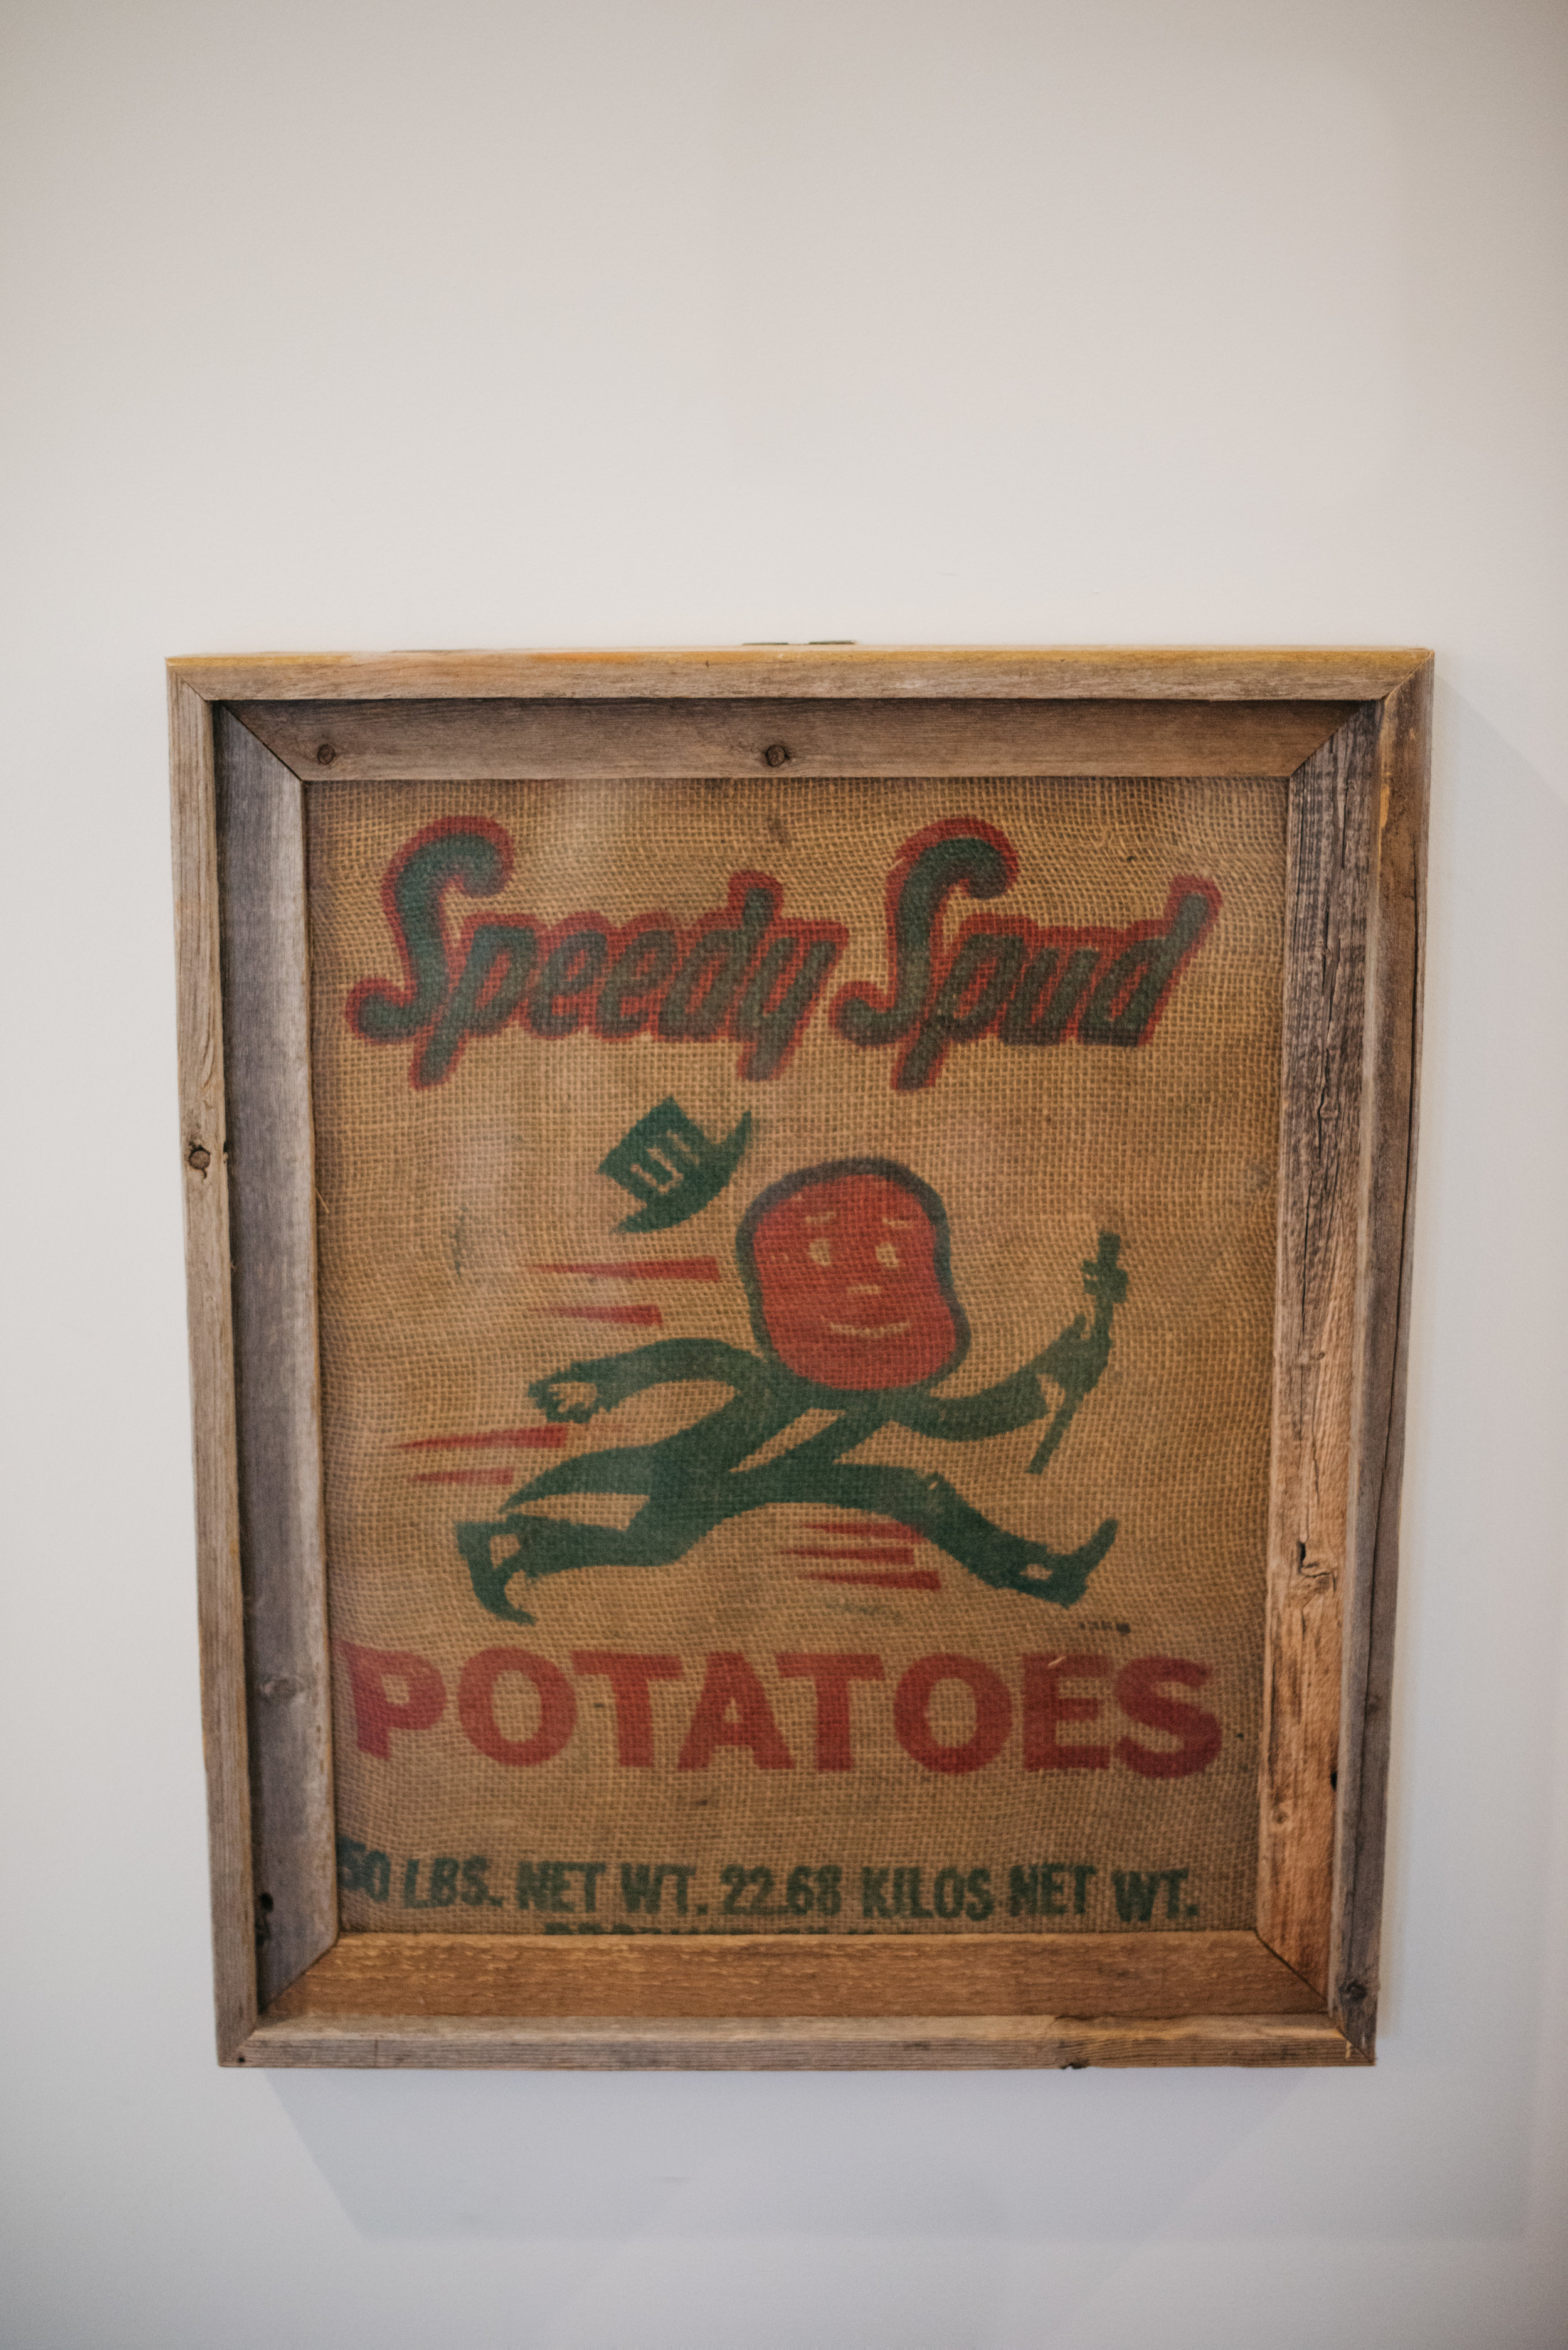 Speedy Spud
POTATOES
50 LBS. NET WT. 22.68 KILOS NET WT.